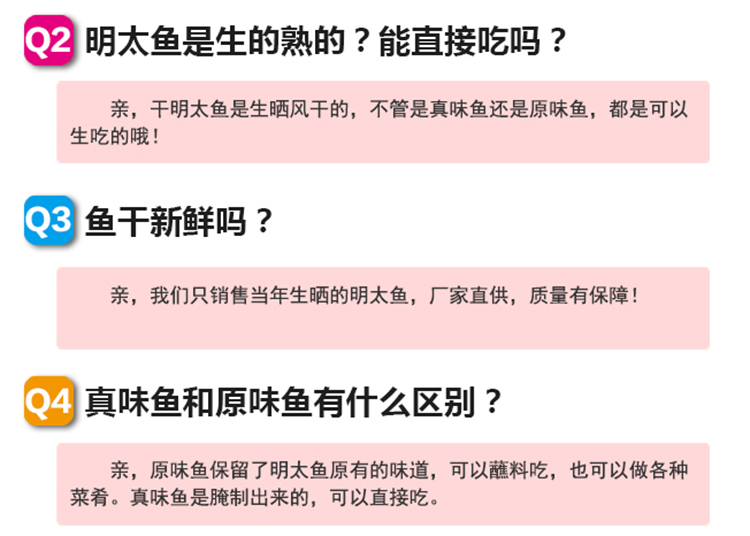 Q2 明太鱼是生的熟的？能直接吃吗？
亲，干明太鱼是生晒风干的，不管是真味鱼还是原味鱼，都是可以
生吃的哦！
Q3 鱼干新鲜吗？
亲，我们只销售当年生晒的明太鱼，厂家直供，质量有保障！
Q4 真味鱼和原味鱼有什么区别？
亲，原味鱼保留了明太鱼原有的味道，可以蘸料吃，也可以做各种
菜肴。真味鱼是腌制出来的，可以直接吃。